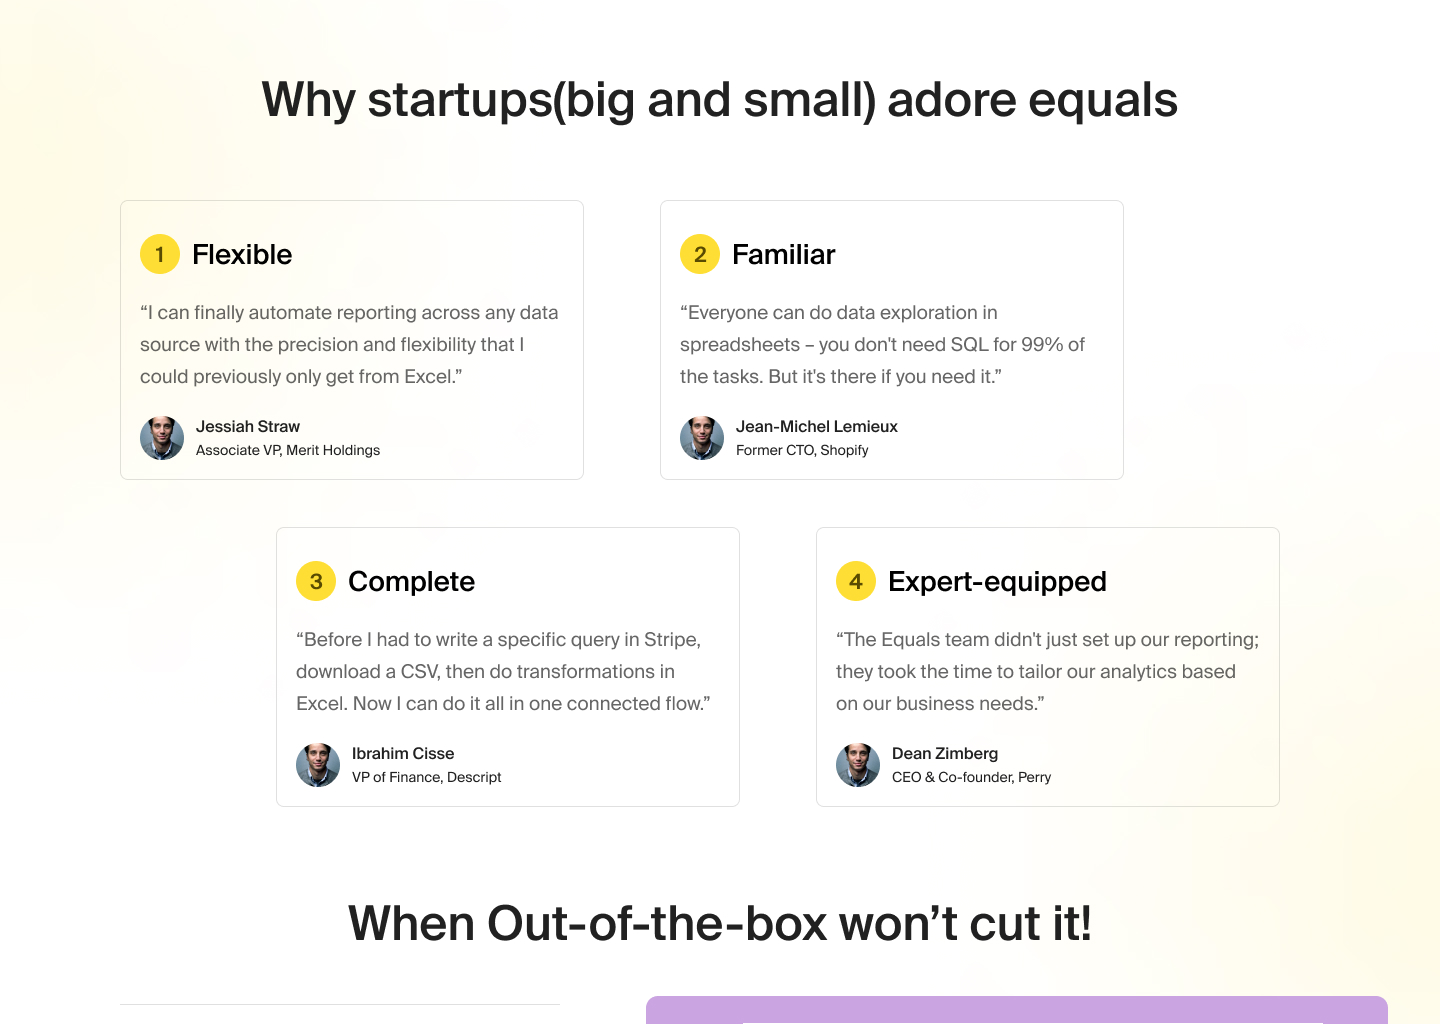 Why startups(big and small) adore equals
1 Flexible
“I can finally automate reporting across any data
source with the precision and flexibility that I
could previously only get from Excel.”
Jessiah Straw
Associate VP, Merit Holdings
2 Familiar
“Everyone can do data exploration in
spreadsheets – you don't need SQL for 99% of
the tasks. But it's there if you need it.”
Jean-Michel Lemieux
Former CTO, Shopify
3 Complete
“Before I had to write a specific query in Stripe,
download a CSV, then do transformations in
Excel. Now I can do it all in one connected flow.”
Ibrahim Cisse
VP of Finance, Descript
4 Expert-equipped
“The Equals team didn't just set up our reporting;
they took the time to tailor our analytics based
on our business needs.”
Dean Zimberg
CEO & Co-founder, Perry
When Out-of-the-box won’t cut it!